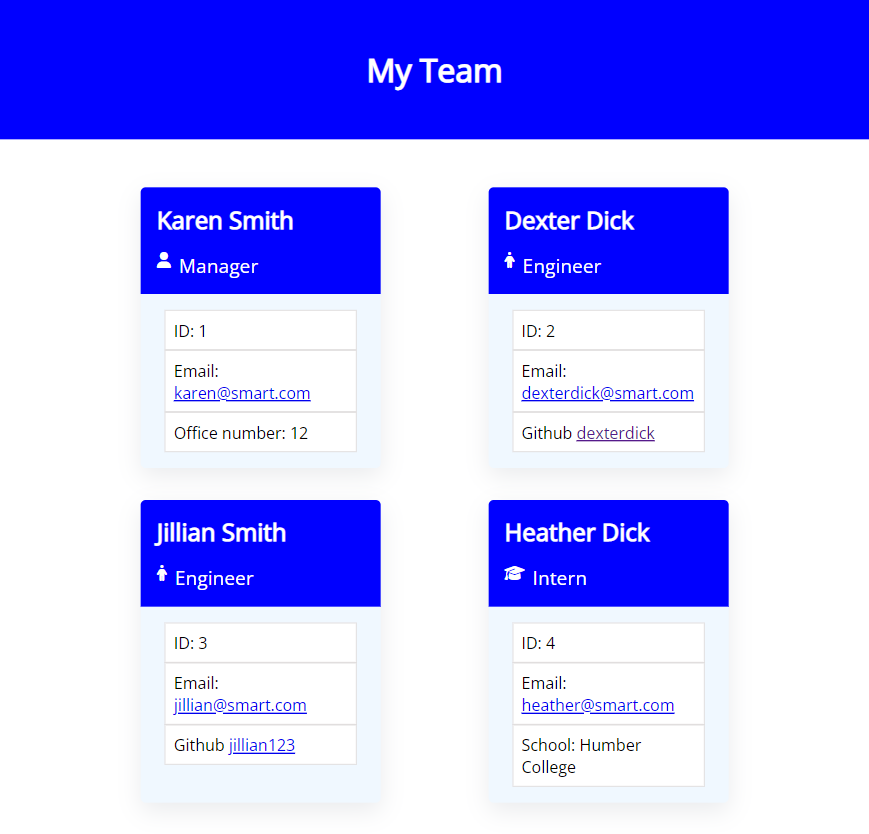 My Team
Karen Smith
Manager
ID: 1
Email:
karen@smart.com
Office number: 12
Dexter Dick
Engineer
ID: 2
Email:
dexterdick@smart.com
Github dexterdick
Jillian Smith
Engineer
ID: 3
Email:
jillian@smart.com
Github jillian123
Heather Dick
Intern
ID: 4
Email:
heather@smart.com
School: Humber
College